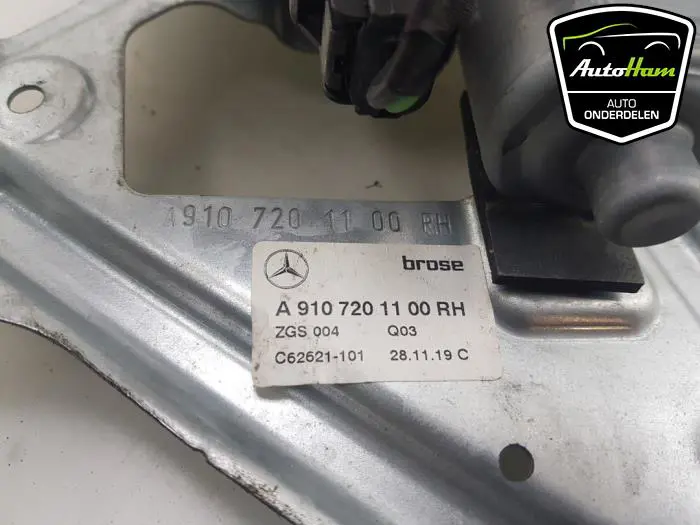 AutoHam
AUTO
ONDERDELEN
A910 720 11 00 RH
brose
A 910 720 11 00 RH
ZGS 004 Q03
C62621-101 28.11.19 C